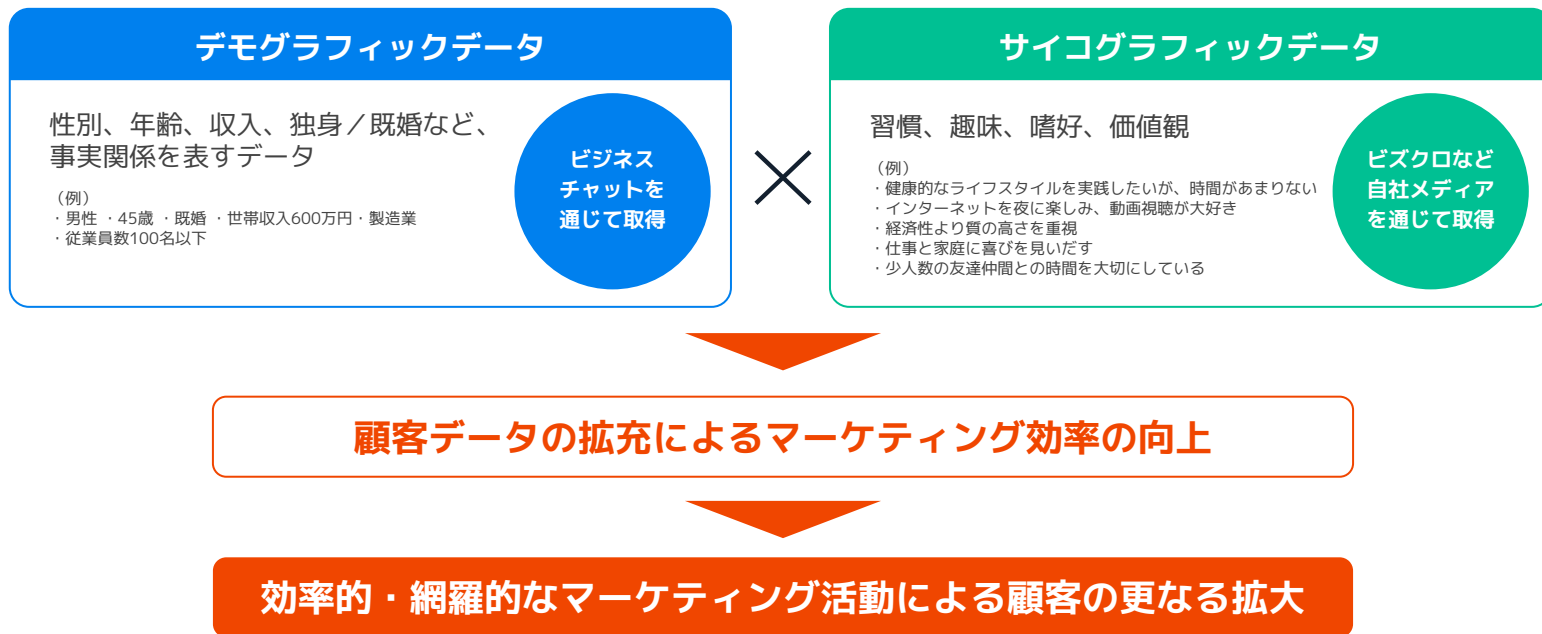 デモグラフィックデータ
性別、年齢、収入、独身／既婚など、
事実関係を表すデータ
（例）
・男性 ・45歳 ・既婚 ・世帯収入600万円・製造業
・従業員数100名以下
ビジネス
チャットを
通じて取得
サイコグラフィックデータ
習慣、趣味、嗜好、価値観
（例）
・健康的なライフスタイルを実践したいが、時間があまりない
・インターネットを夜に楽しみ、動画視聴が大好き
・経済性より質の高さを重視
・仕事と家庭に喜びを見いだす
・少人数の友達仲間との時間を大切にしている
ビズクロなど
自社メディア
を通じて取得
顧客データの拡充によるマーケティング効率の向上
効率的・網羅的なマーケティング活動による顧客の更なる拡大